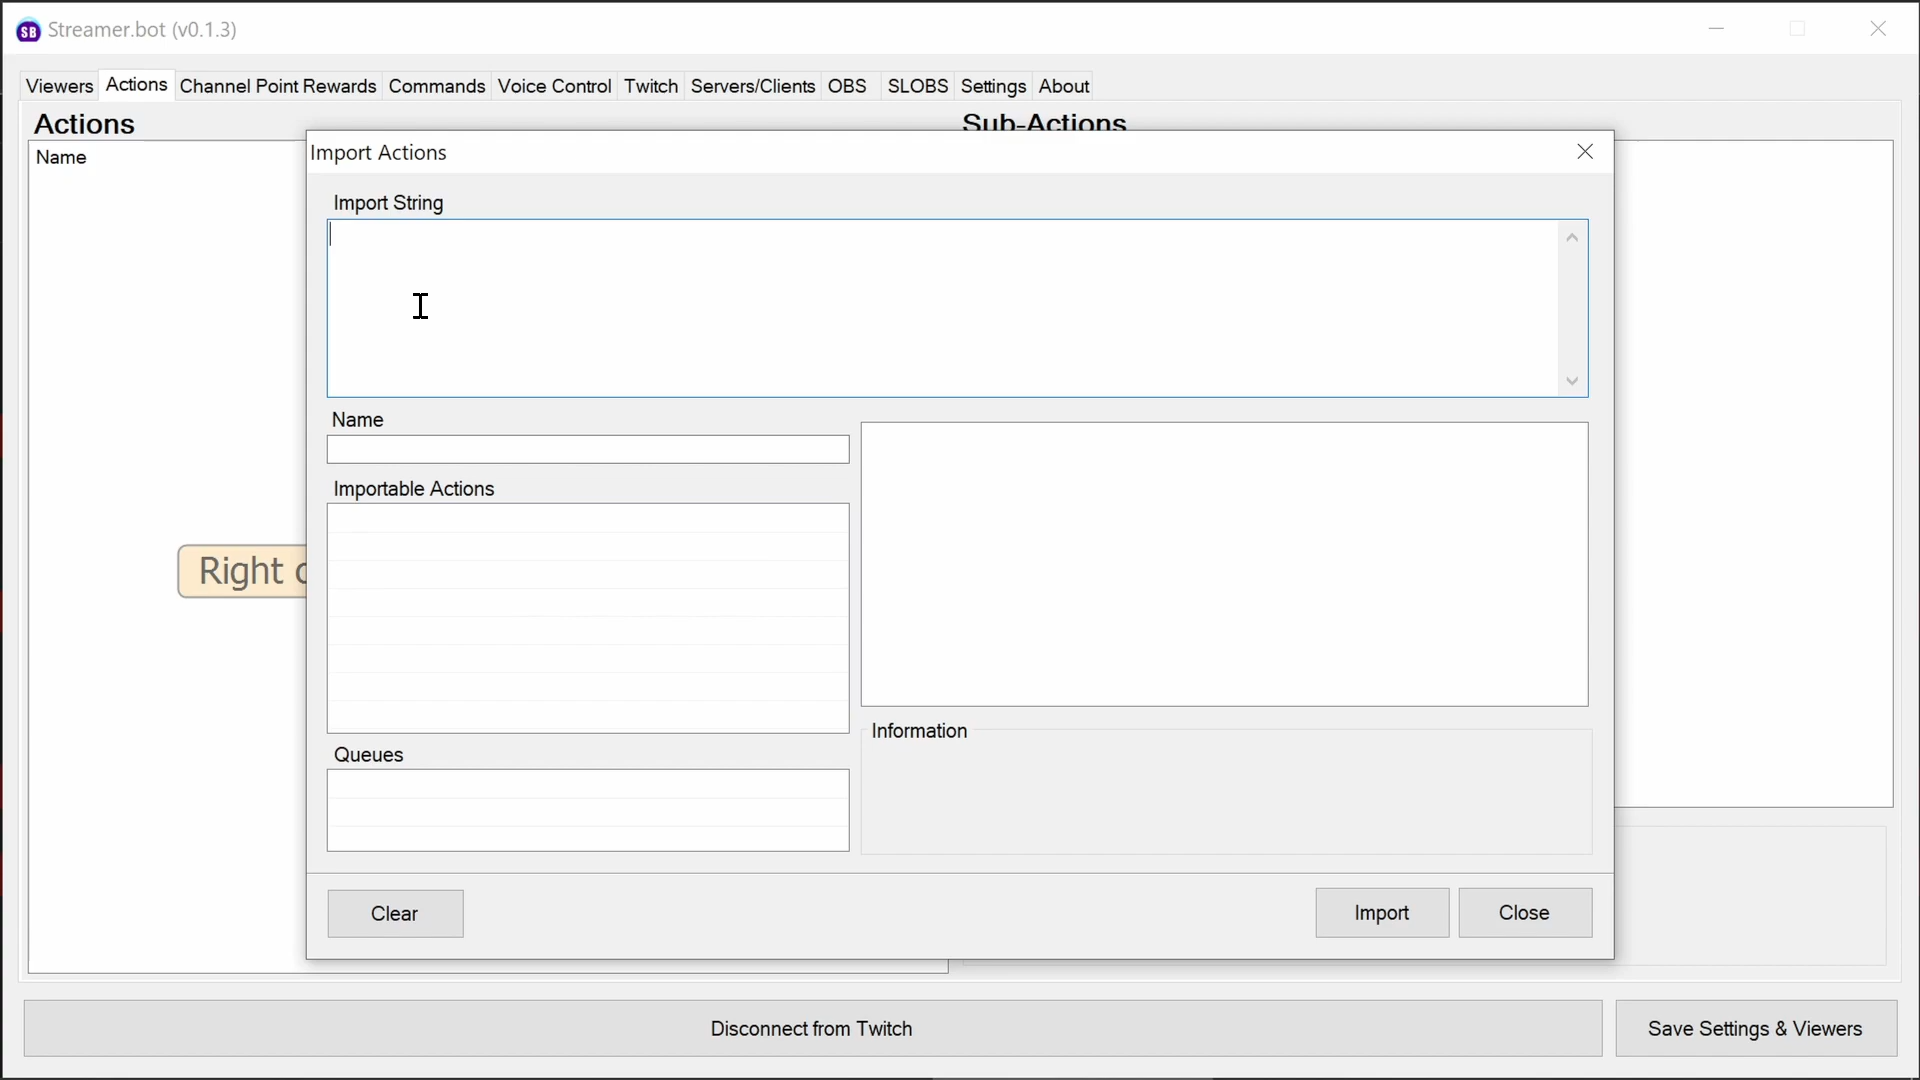 SB Streamer.bot (v0.1.3)
Viewers Actions Channel Point Rewards Commands Voice Control Twitch Servers/Clients OBS SLOBS Settings About
Actions
Sub-Actions
Name
Import Actions
Import String
Name
Importable Actions
Right
Queues
Information
Clear
Import
Close
Disconnect from Twitch
Save Settings & Viewers